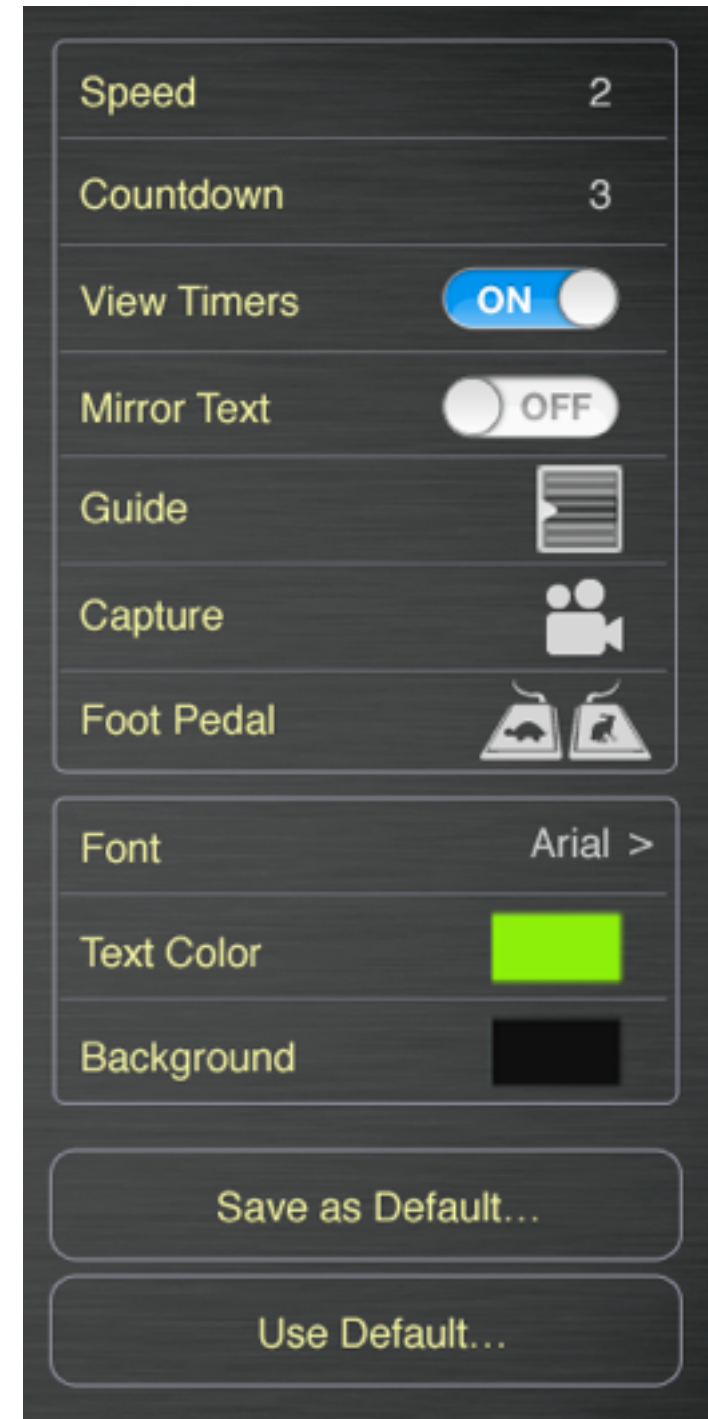 Speed 2
Countdown 3
View Timers ON
Mirror Text OFF
Guide
Capture
Foot Pedal
Font Arial >
Text Color
Background
Save as Default...
Use Default...